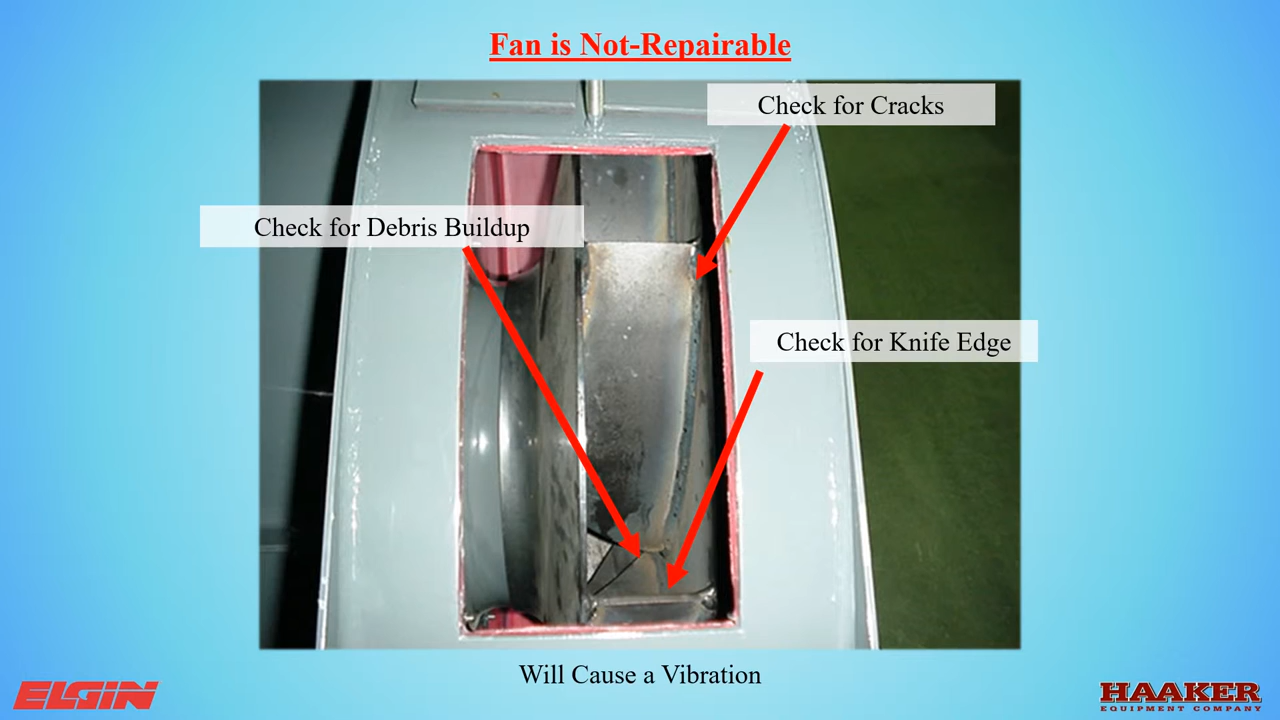 Fan is Not-Repairable
Check for Cracks
Check for Debris Buildup
Check for Knife Edge
Will Cause a Vibration
ELGIN
HAAKER
EQUIPMENT COMPANY